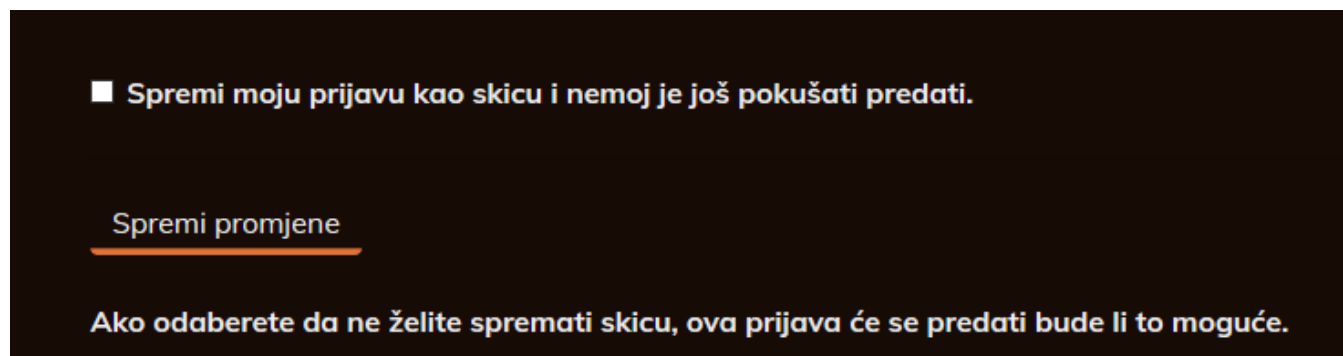 Spremi moju prijavu kao skicu i nemoj je još pokušati predati.
Spremi promjene
Ako odaberete da ne želite spremati skicu, ova prijava će se predati bude li to moguće.